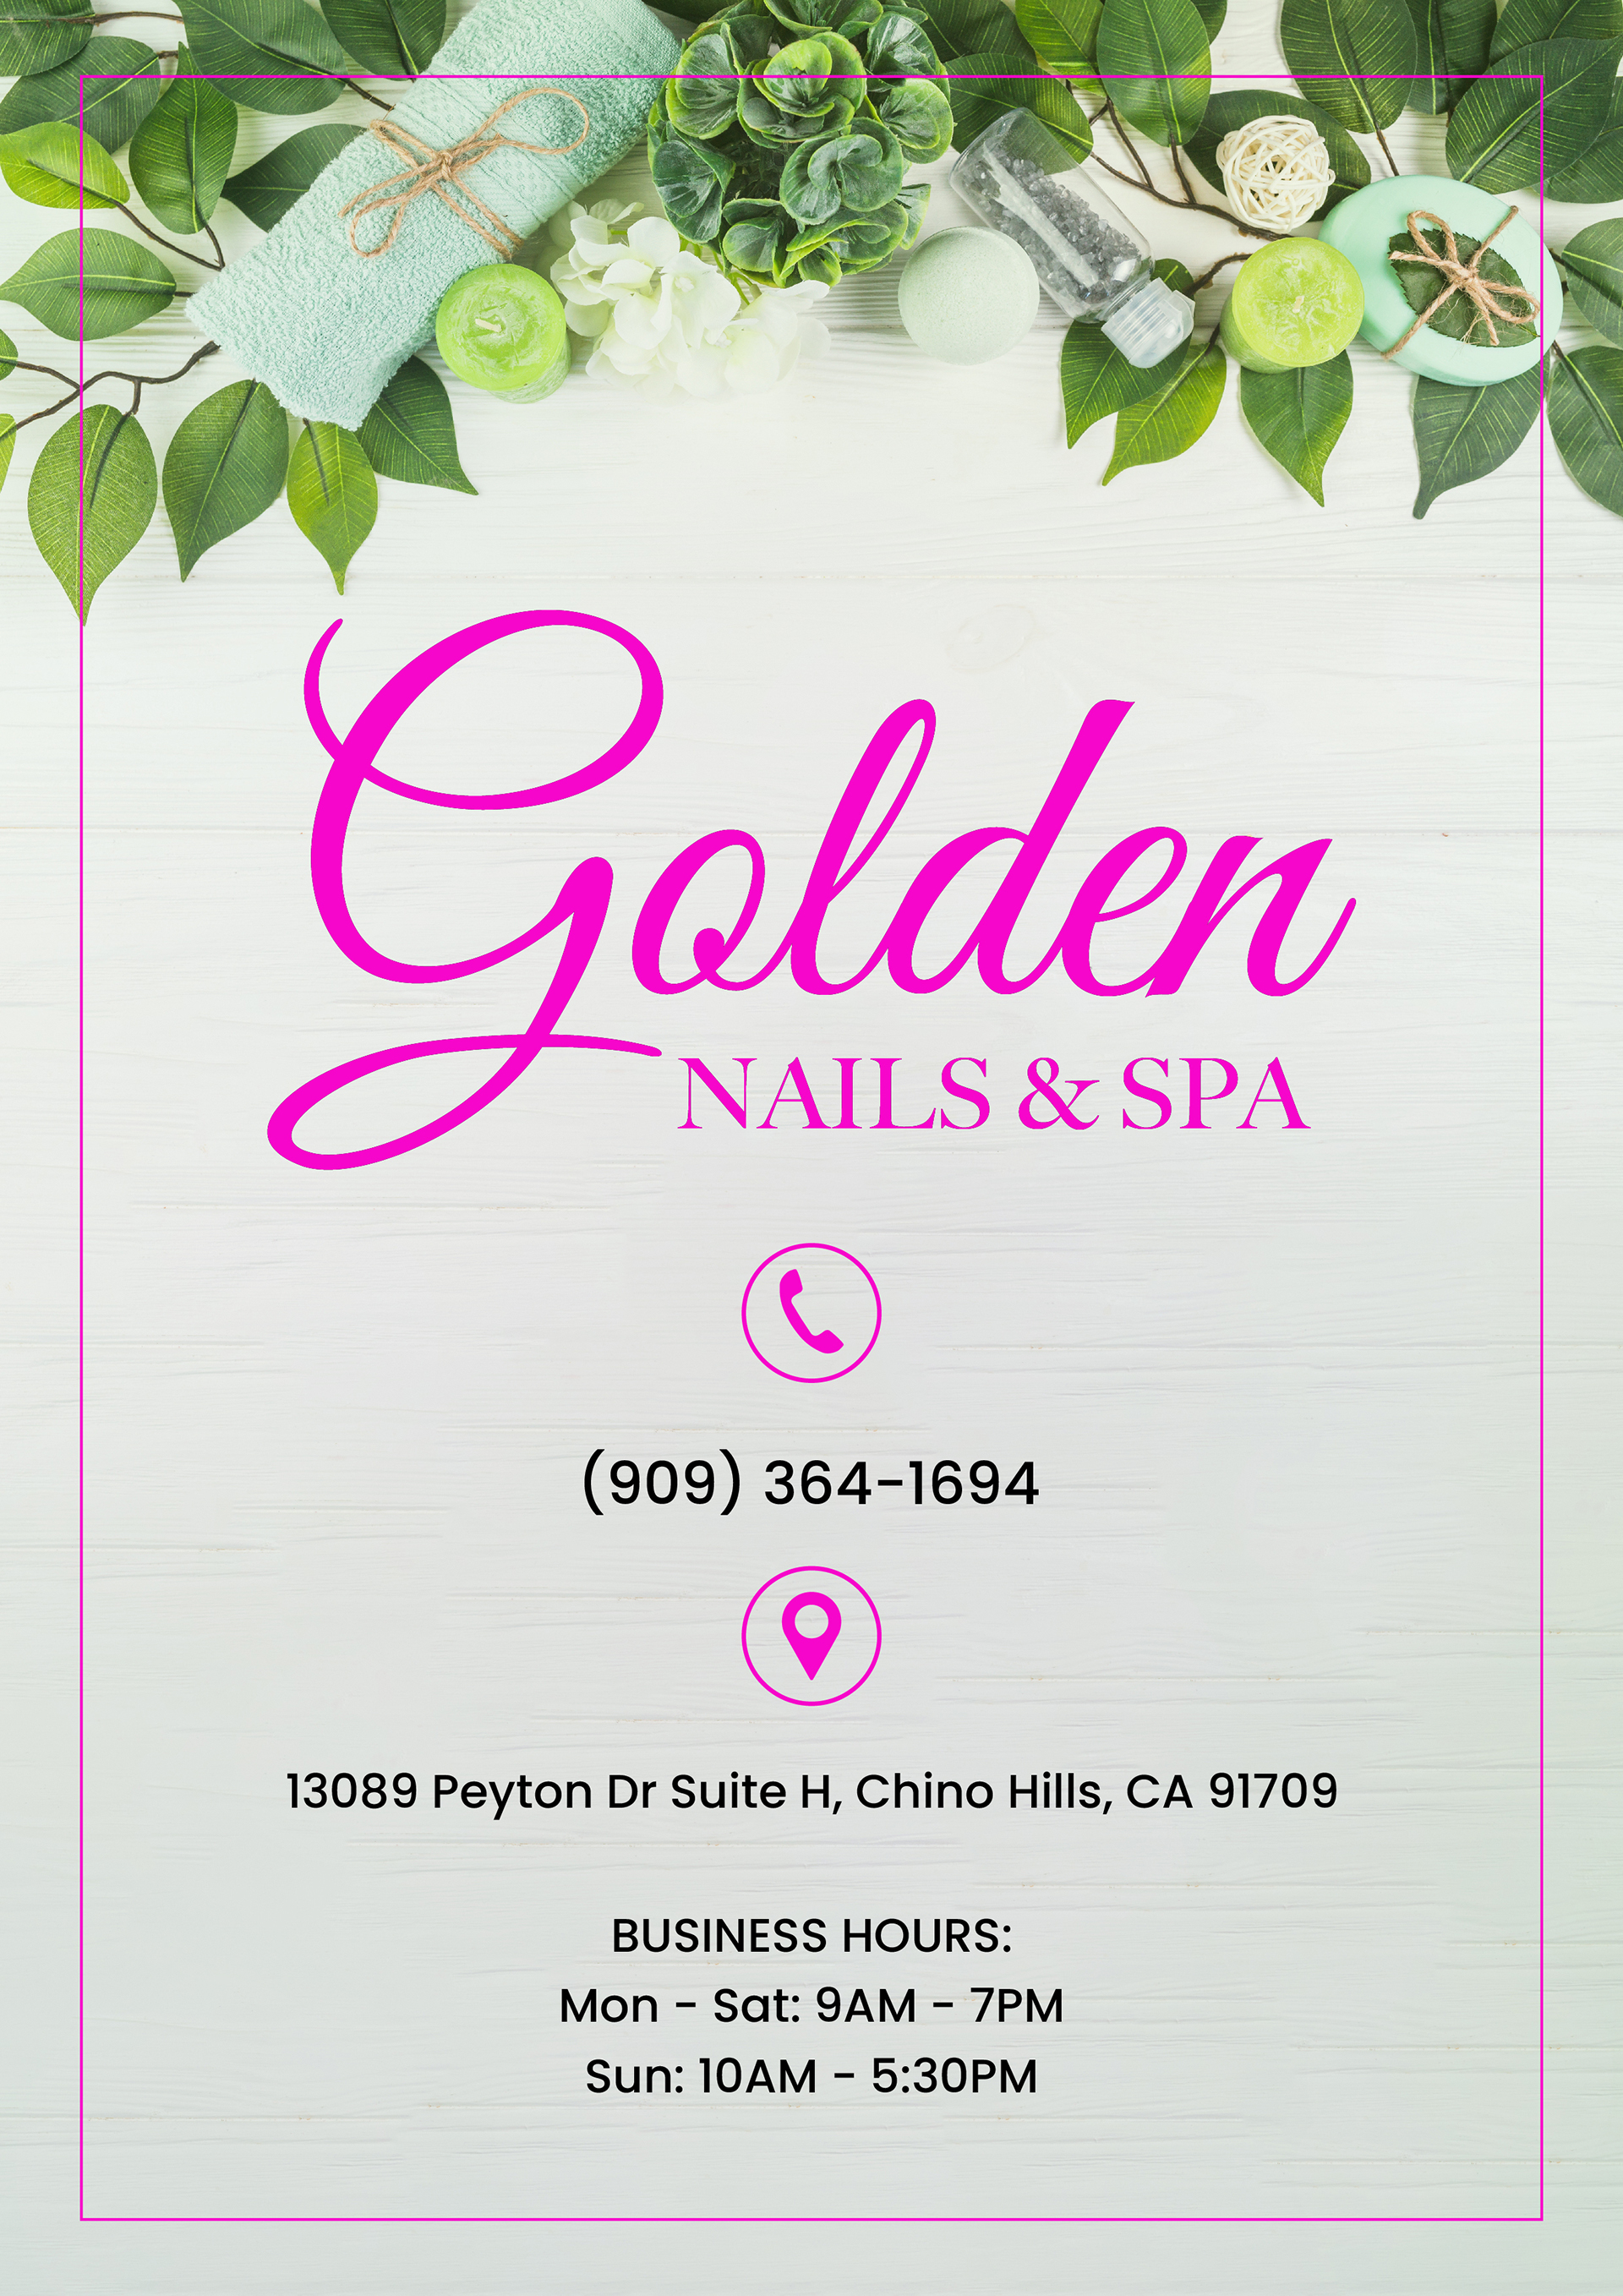 Golden
NAILS & SPA
(909) 364-1694
13089 Peyton Dr Suite H, Chino Hills, CA 91709
BUSINESS HOURS:
Mon - Sat: 9AM - 7PM
Sun: 10AM - 5:30PM